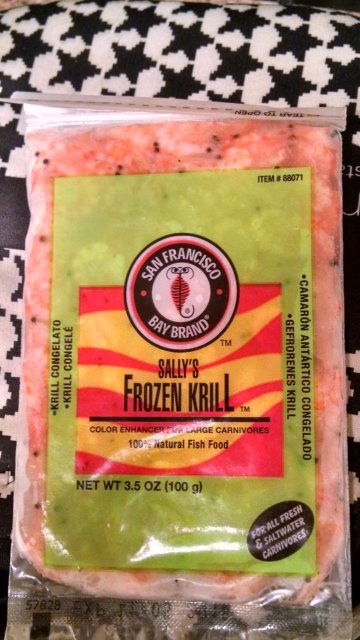 TEAR TO OPEN
ITEM # 88071
SAN FRANCISCO
BAY BRAND®
TM
SALLY'S
FROZEN KRILL TM
COLOR ENHANCER FOR LARGE CARNIVORES
100% Natural Fish Food
NET WT 3.5 OZ (100 g)
•KRILL CONGELATO
•KRILL CONGELÉ
•CAMARÓN ANTÁRTICO CONGELADO
•GEFRORENES KRILL
FOR ALL FRESH
& SALTWATER
CARNIVORES
57828